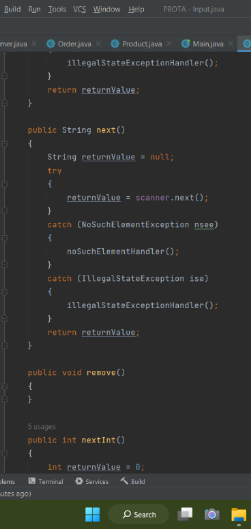 Build Run Tools VCS Window Help PBOTA – Input.java
mer.java Order.java Product.java Main.java
illegalStateExceptionHandler();
}
return returnValue;
}
public String next()
{
String returnValue = null;
try
{
returnValue = scanner.next();
}
catch (NoSuchElementException nsee)
{
noSuchElementHandler();
}
catch (IllegalStateException ise)
{
illegalStateExceptionHandler();
}
return returnValue;
}
public void remove()
{
}
5 usages
public int nextInt()
{
int returnValue = 0;
blems Terminal Services Build
utes ago)
Search